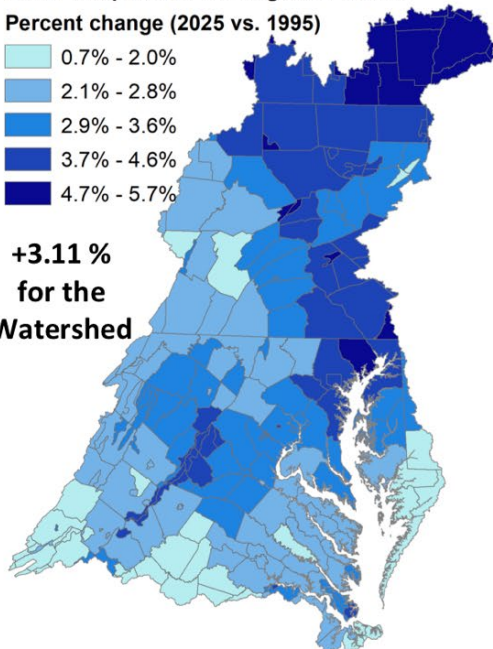 Percent change (2025 vs. 1995)
0.7% - 2.0%
2.1% - 2.8%
2.9% - 3.6%
3.7% - 4.6%
4.7% - 5.7%
+3.11 %
for the
Watershed